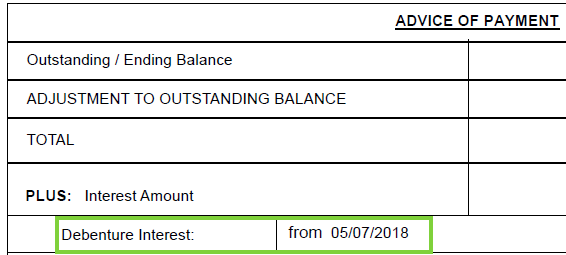 ADVICE OF PAYMENT
Outstanding / Ending Balance
ADJUSTMENT TO OUTSTANDING BALANCE
TOTAL
PLUS: Interest Amount
Debenture Interest: from 05/07/2018